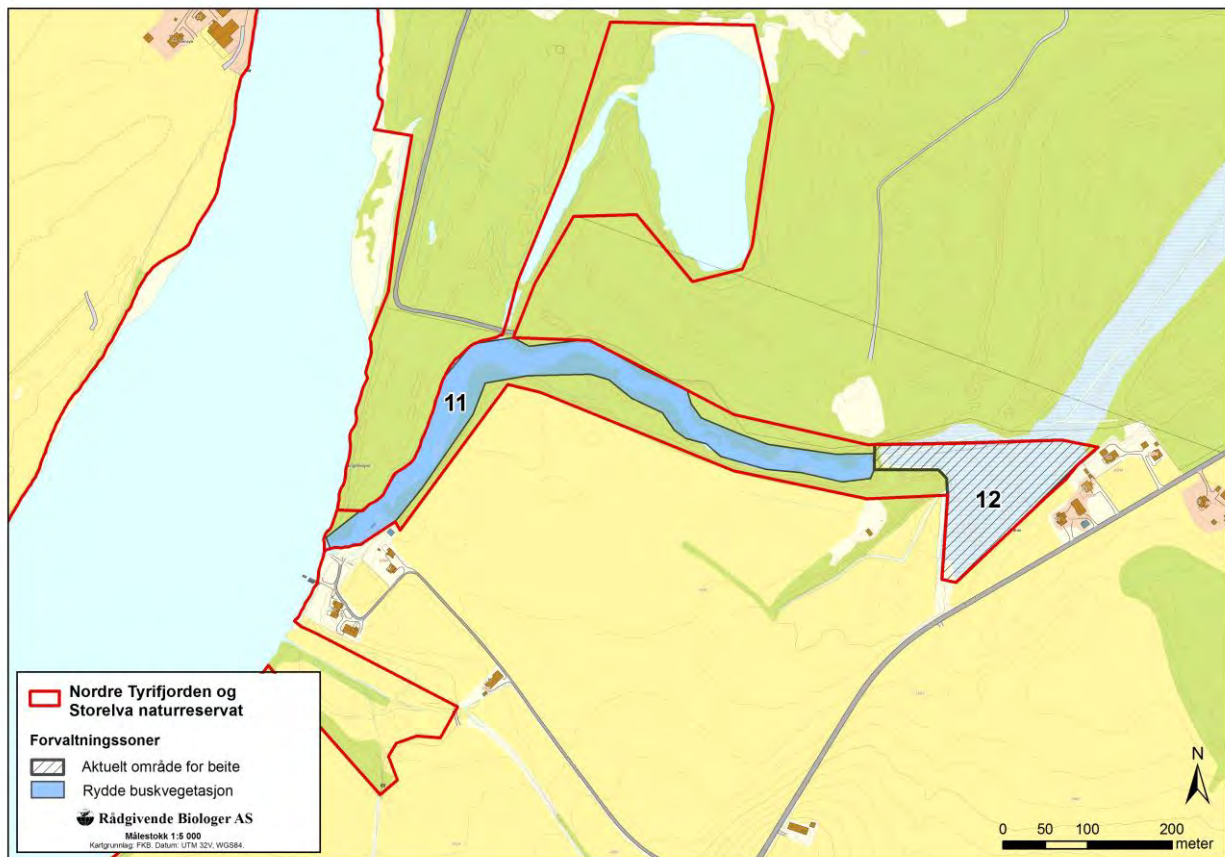 11
12
Nordre Tyrifjorden og
Storelva naturreservat
Forvaltningssoner
Aktuelt område for beite
Rydde buskvegetasjon
Rådgivende Biologer AS
Målestokk 1:5 000
Kartgrunnlag: FKB. Datum: UTM 32V, WGS84.
N
0 50 100 200
meter